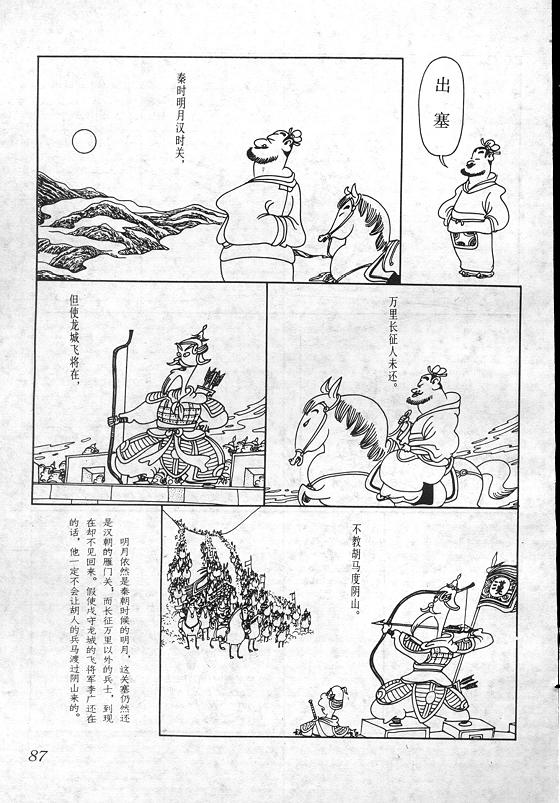 出塞
秦时明月汉时关，
万里长征人未还。
但使龙城飞将在，
不教胡马度阴山。
漢
明月依然是秦朝时候的明月，这关塞仍然还
是汉朝的雁门关，而长征万里以外的兵士，到现
在却不见回来。假使戍守龙城的飞将军李广还在
的话，他一定不会让胡人的兵马渡过阴山来的。
87